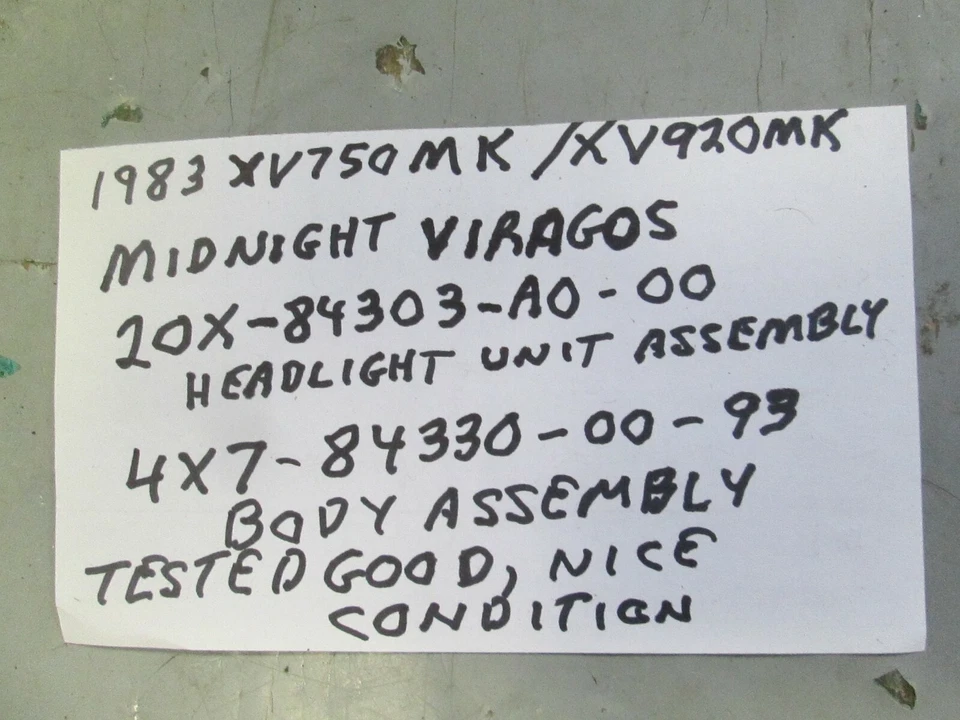 1983 XV750MK/XV920MK
MIDNIGHT VIRAGOS
20X-84303-A0-00
HEADLIGHT UNIT ASSEMBLY
4X7-84330-00-93
BODY ASSEMBLY
TESTED GOOD, NICE
CONDITION